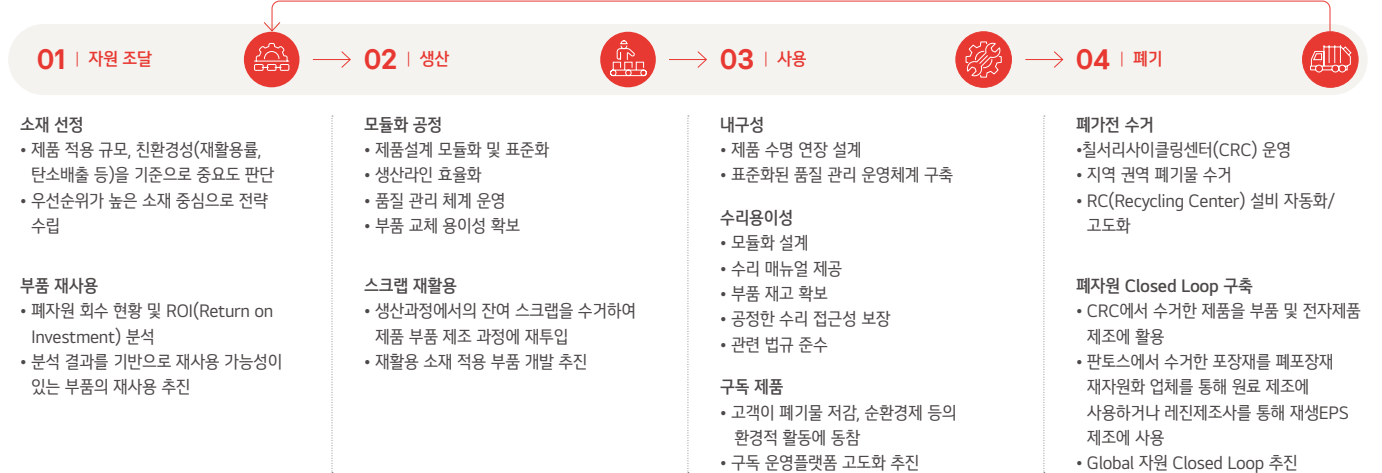 01 | 자원 조달
02 | 생산
03 | 사용
04 | 폐기
소재 선정
• 제품 적용 규모, 친환경성(재활용률,
탄소배출 등)을 기준으로 중요도 판단
• 우선순위가 높은 소재 중심으로 전략
수립
부품 재사용
• 폐자원 회수 현황 및 ROI(Return on
Investment) 분석
• 분석 결과를 기반으로 재사용 가능성이
있는 부품의 재사용 추진
모듈화 공정
• 제품설계 모듈화 및 표준화
• 생산라인 효율화
• 품질 관리 체계 운영
• 부품 교체 용이성 확보
스크랩 재활용
• 생산과정에서의 잔여 스크랩을 수거하여
제품 부품 제조 과정에 재투입
• 재활용 소재 적용 부품 개발 추진
내구성
• 제품 수명 연장 설계
• 표준화된 품질 관리 운영체계 구축
수리용이성
• 모듈화 설계
• 수리 매뉴얼 제공
• 부품 재고 확보
• 공정한 수리 접근성 보장
• 관련 법규 준수
구독 제품
• 고객이 폐기물 저감, 순환경제 등의
환경적 활동에 동참
• 구독 운영플랫폼 고도화 추진
폐가전 수거
•칠서리사이클링센터(CRC) 운영
• 지역 권역 폐기물 수거
• RC(Recycling Center) 설비 자동화/
고도화
폐자원 Closed Loop 구축
• CRC에서 수거한 제품을 부품 및 전자제품
제조에 활용
• 판토스에서 수거한 포장재를 폐포장재
재자원화 업체를 통해 원료 제조에
사용하거나 레진제조사를 통해 재생EPS
제조에 사용
• Global 자원 Closed Loop 추진